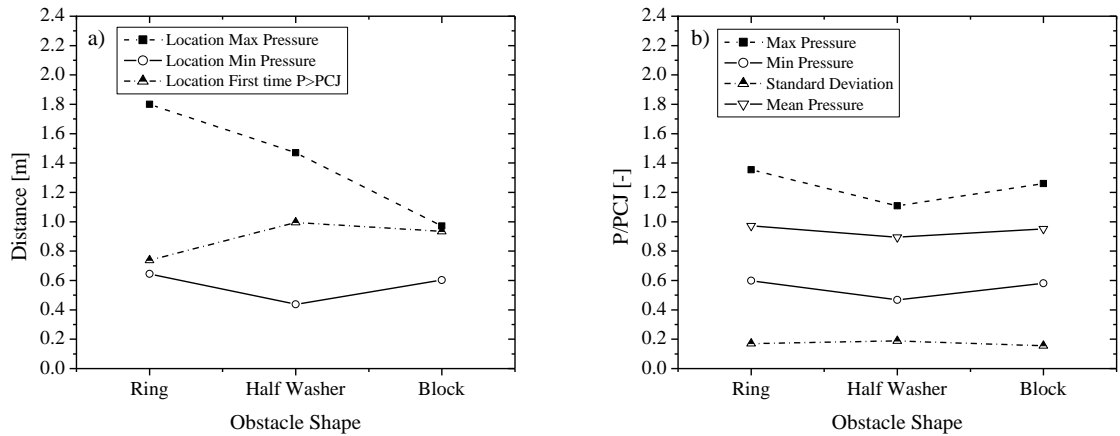 a)
Location Max Pressure
Location Min Pressure
Location First time P>PCJ
2.4
2.2
2.0
1.8
1.6
1.4
1.2
1.0
0.8
0.6
0.4
0.2
0.0
Distance [m]
Ring Half Washer Block
Obstacle Shape
b)
Max Pressure
Min Pressure
Standard Deviation
Mean Pressure
2.4
2.2
2.0
1.8
1.6
1.4
1.2
1.0
0.8
0.6
0.4
0.2
0.0
P/PCJ [-]
Ring Half Washer Block
Obstacle Shape